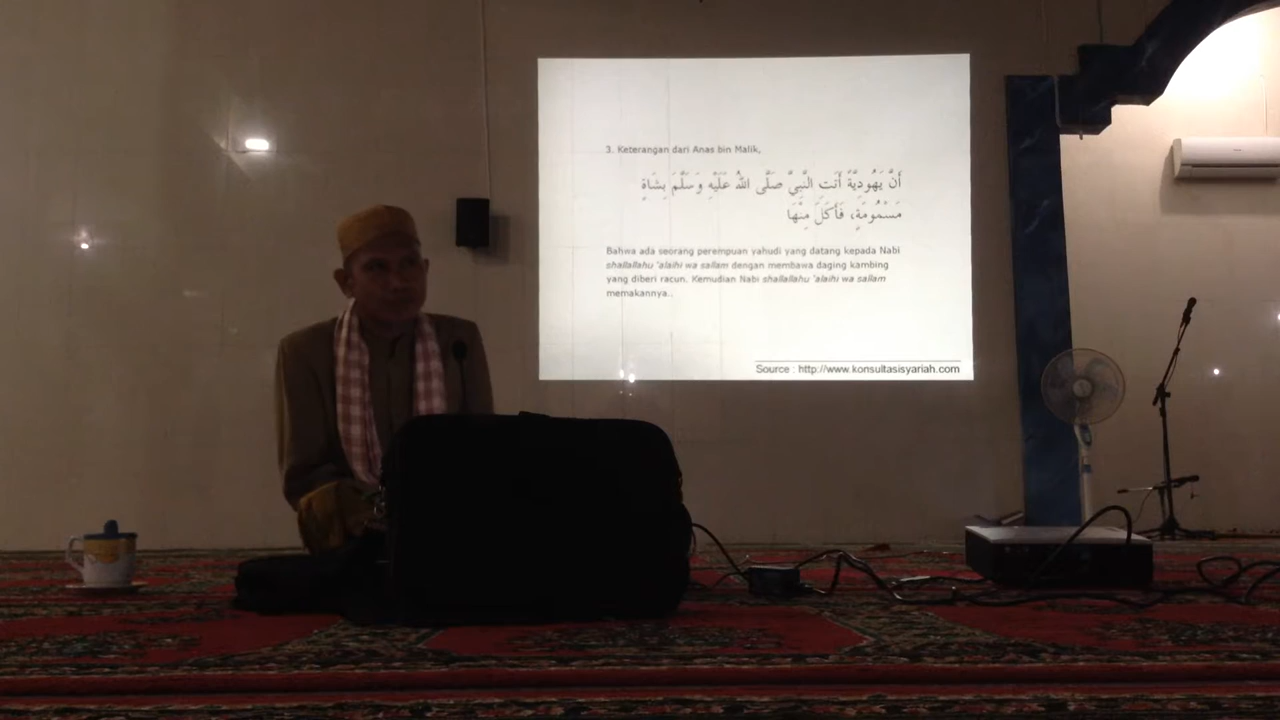 3. Keterangan dari Anas bin Malik,
أَنَّ يَهُودِيَّةً أَتَتِ النَّبِيَّ صَلَّى اللهُ عَلَيْهِ وَسَلَّمَ بِشَاةٍ
مَسْمُومَةٍ، فَأَكَلَ مِنْهَا
Bahwa ada seorang perempuan yahudi yang datang kepada Nabi
shallallahu 'alaihi wa sallam dengan membawa daging kambing
yang diberi racun. Kemudian Nabi shallallahu 'alaihi wa sallam
memakannya..
Source : http://www.konsultasisyariah.com